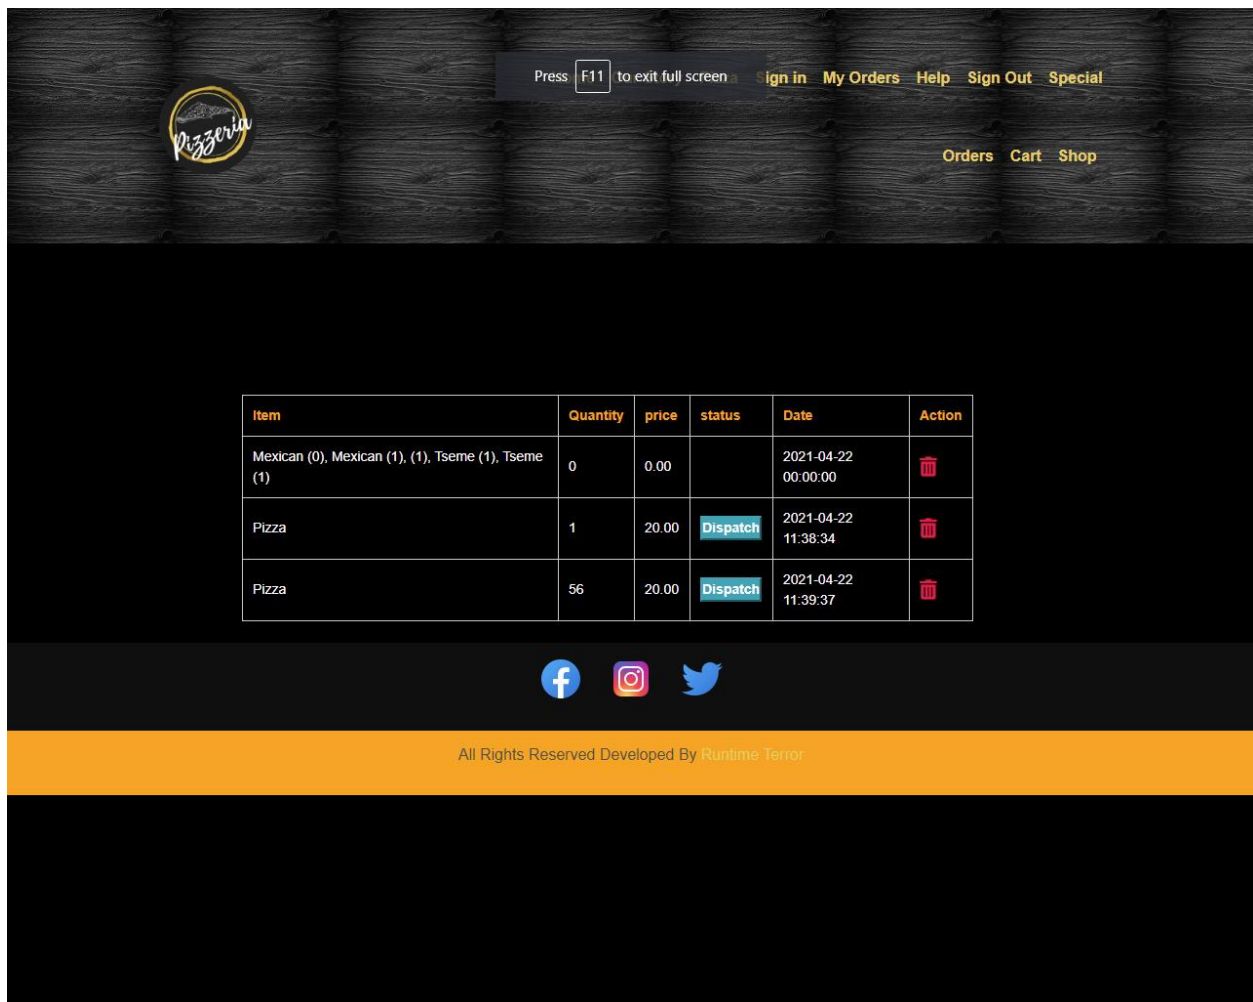 Press F11 to exit full screen
Sign in My Orders Help Sign Out Special
Pizzeria
Orders Cart Shop
Item Quantity price status Date Action
Mexican (0), Mexican (1), (1), Tseme (1), Tseme
(1)
0 0.00
2021-04-22
00:00:00
Pizza 1 20.00 Dispatch
2021-04-22
11:38:34
Pizza 56 20.00 Dispatch
2021-04-22
11:39:37
All Rights Reserved Developed By Runtime Terror